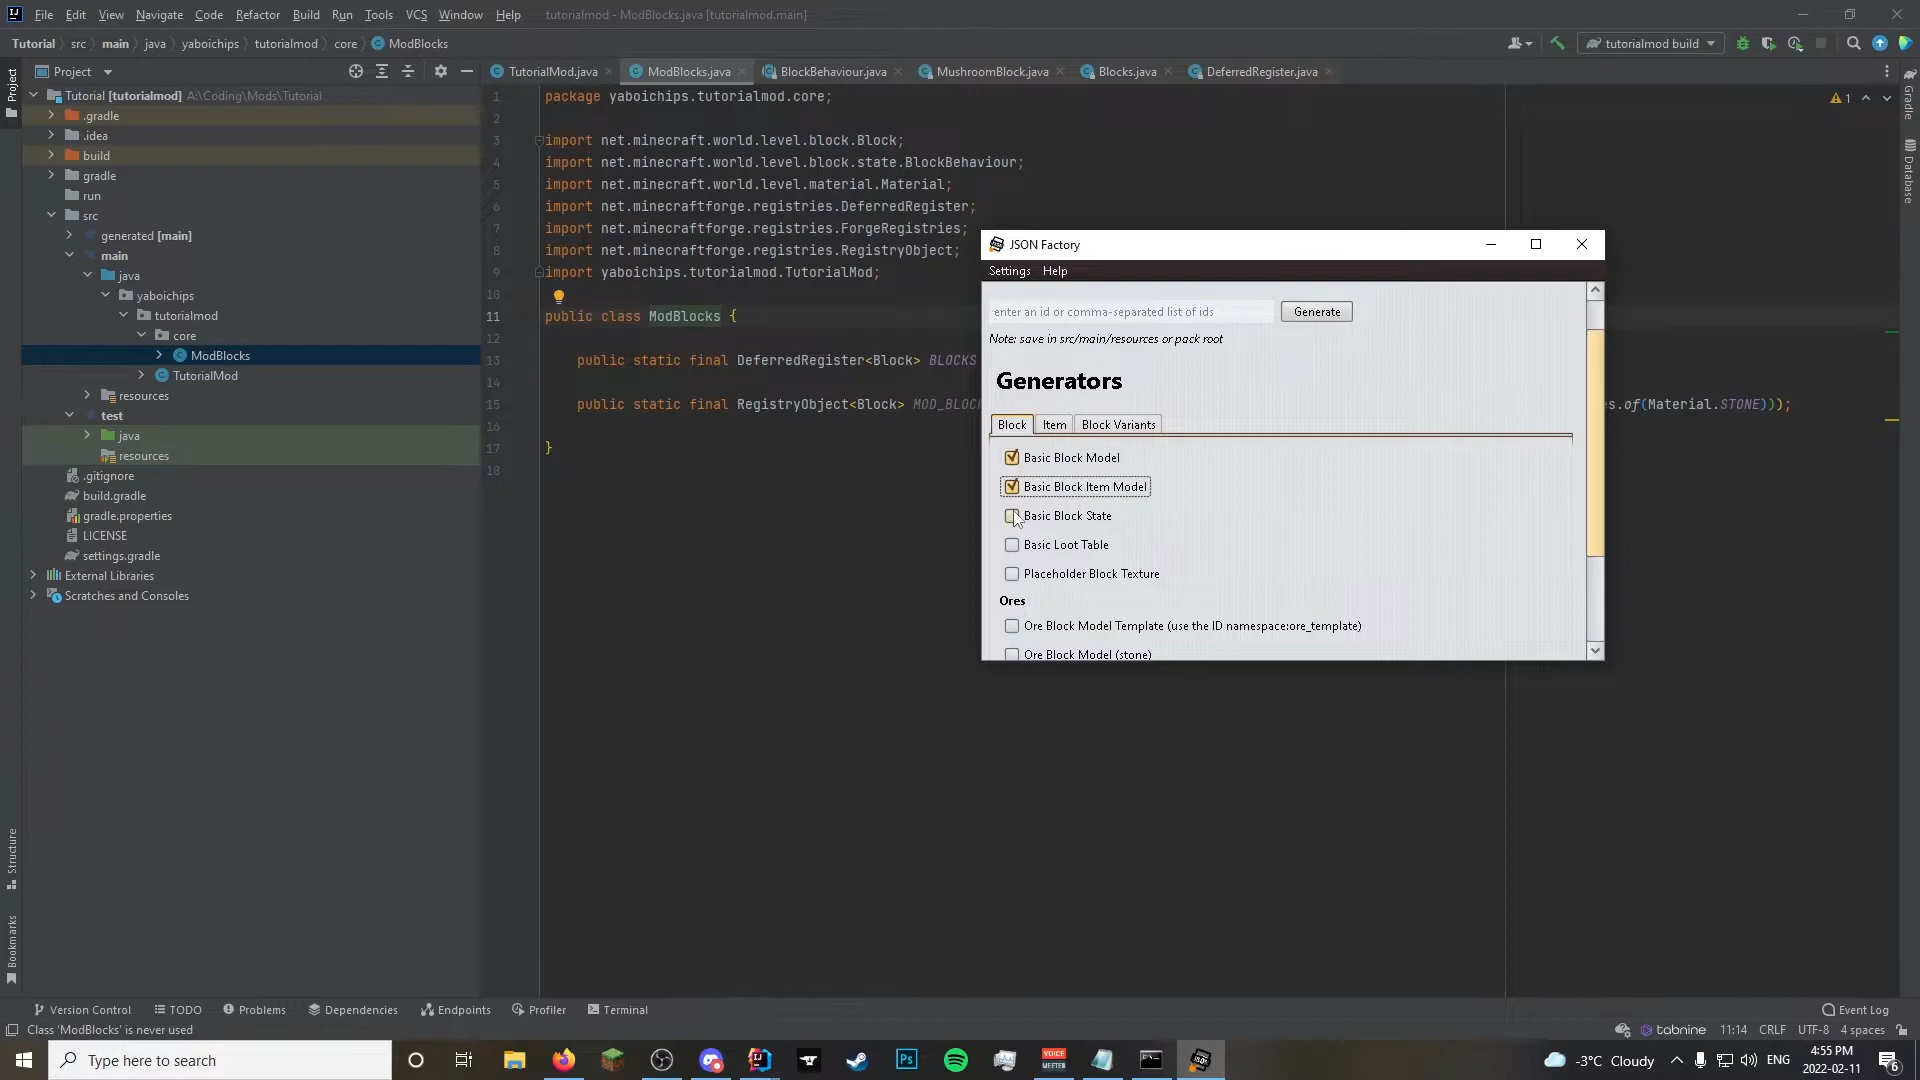 File Edit View Navigate Code Refactor Build Run Tools VCS Window Help tutorialmod - ModBlocks.java [tutorialmod.main]
Tutorial src main java yaboichips tutorialmod core ModBlocks
tutorialmod build
Project
TutorialMod.java ModBlocks.java BlockBehaviour.java MushroomBlock.java Blocks.java DeferredRegister.java
Project
Gradle
Database
Structure
Bookmarks
Tutorial [tutorialmod] A:\Coding\Mods\Tutorial
.gradle
.idea
build
gradle
run
src
generated [main]
main
java
yaboichips
tutorialmod
core
ModBlocks
TutorialMod
resources
test
java
resources
.gitignore
build.gradle
gradle.properties
LICENSE
settings.gradle
External Libraries
Scratches and Consoles
1 package yaboichips.tutorialmod.core;
2
3 import net.minecraft.world.level.block.Block;
4 import net.minecraft.world.level.block.state.BlockBehaviour;
5 import net.minecraft.world.level.material.Material;
6 import net.minecraftforge.registries.DeferredRegister;
7 import net.minecraftforge.registries.ForgeRegistries;
8 import net.minecraftforge.registries.RegistryObject;
9 import yaboichips.tutorialmod.TutorialMod;
10
11 public class ModBlocks {
12
13 public static final DeferredRegister<Block> BLOCKS
14
15 public static final RegistryObject<Block> MOD_BLOC s.of(Material.STONE)));
16
17 }
18
1
JSON Factory
Settings Help
enter an id or comma-separated list of ids Generate
Note: save in src/main/resources or pack root
Generators
Block Item Block Variants
Basic Block Model
Basic Block Item Model
Basic Block State
Basic Loot Table
Placeholder Block Texture
Ores
Ore Block Model Template (use the ID namespace:ore_template)
Ore Block Model (stone)
Version Control TODO Problems Dependencies Endpoints Profiler Terminal Event Log
Class 'ModBlocks' is never used tabnine 11:14 CRLF UTF-8 4 spaces
Type here to search
Ps
VOICE
MEETER
-3°C Cloudy ENG
4:55 PM
2022-02-11
6